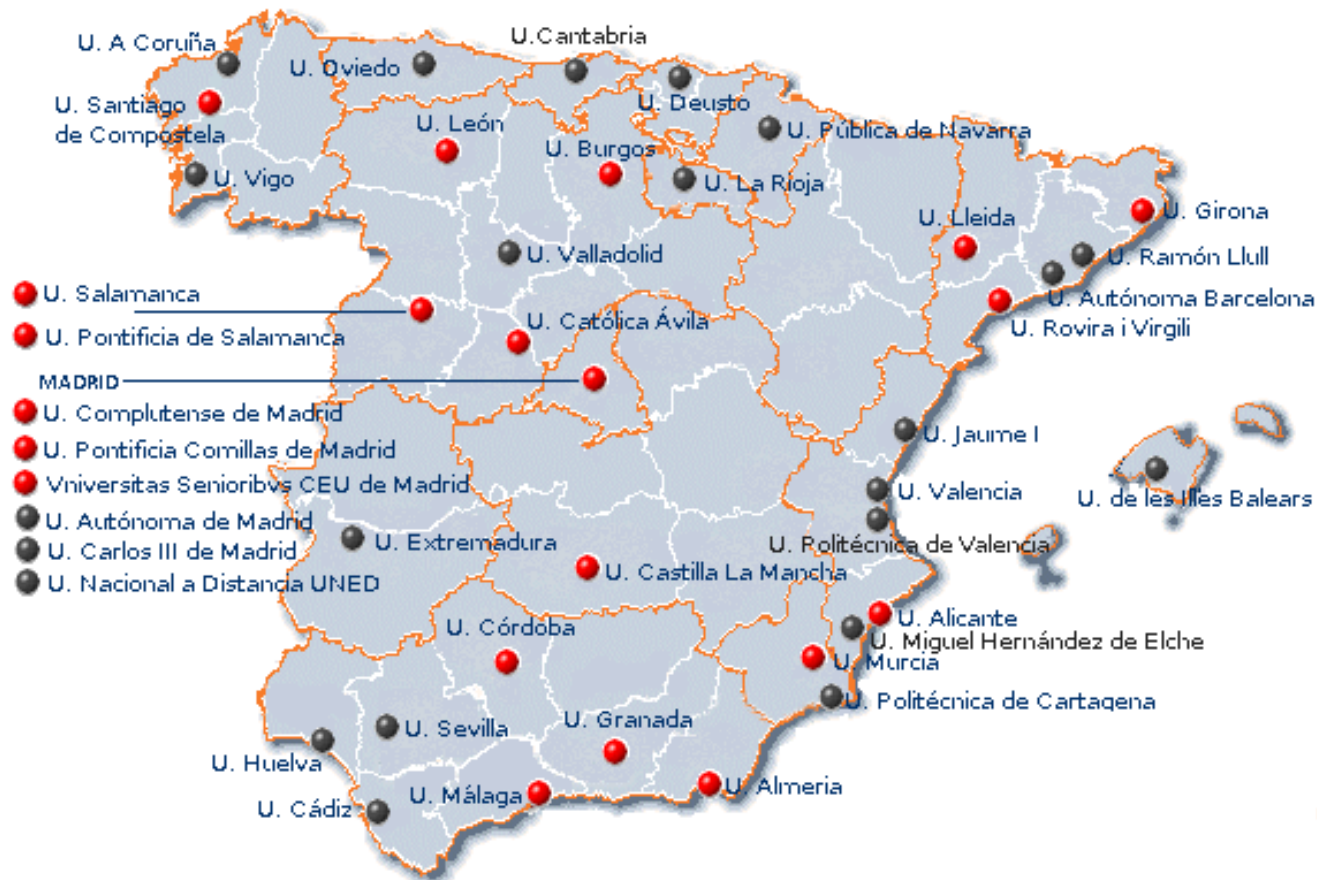 U. A Coruña
U. Oviedo
U.Cantabria
U. Santiago
de Compostela
U. León
U. Deusto
U. Pública de Navarra
U. Burgos
U. Vigo
U. La Rioja
U. Lleida
U. Girona
U. Valladolid
U. Ramón Llull
U. Salamanca
U. Autónoma Barcelona
U. Católica Ávila
U. Rovira i Virgili
U. Pontificia de Salamanca
MADRID
U. Complutense de Madrid
U. Jaume I
U. Pontificia Comillas de Madrid
Vniversitas Senioribvs CEU de Madrid
U. Valencia
U. de les Illes Balears
U. Autónoma de Madrid
U. Extremadura
U. Politécnica de Valencia
U. Carlos III de Madrid
U. Castilla La Mancha
U. Nacional a Distancia UNED
U. Alicante
U. Córdoba
U. Miguel Hernández de Elche
U. Murcia
U. Politécnica de Cartagena
U. Sevilla
U. Granada
U. Huelva
U. Málaga
U. Almeria
U. Cádiz